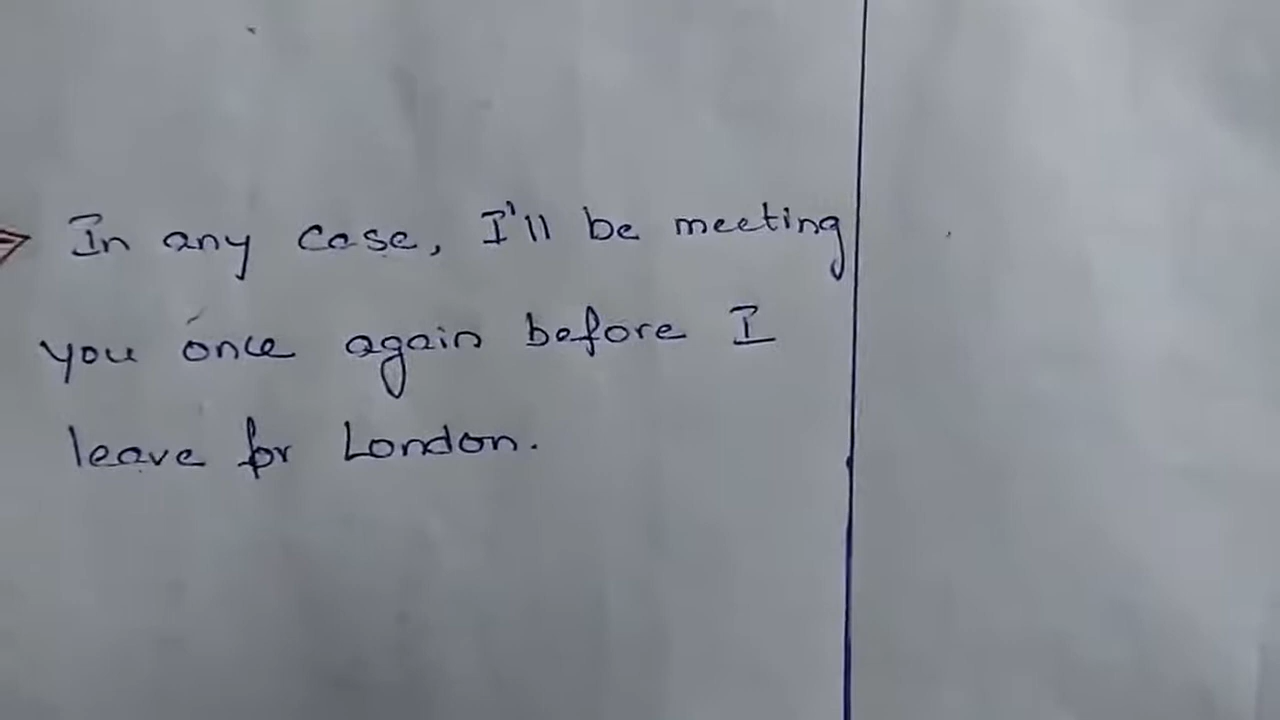 In any case, I'll be meeting
you once again before I
leave for London.